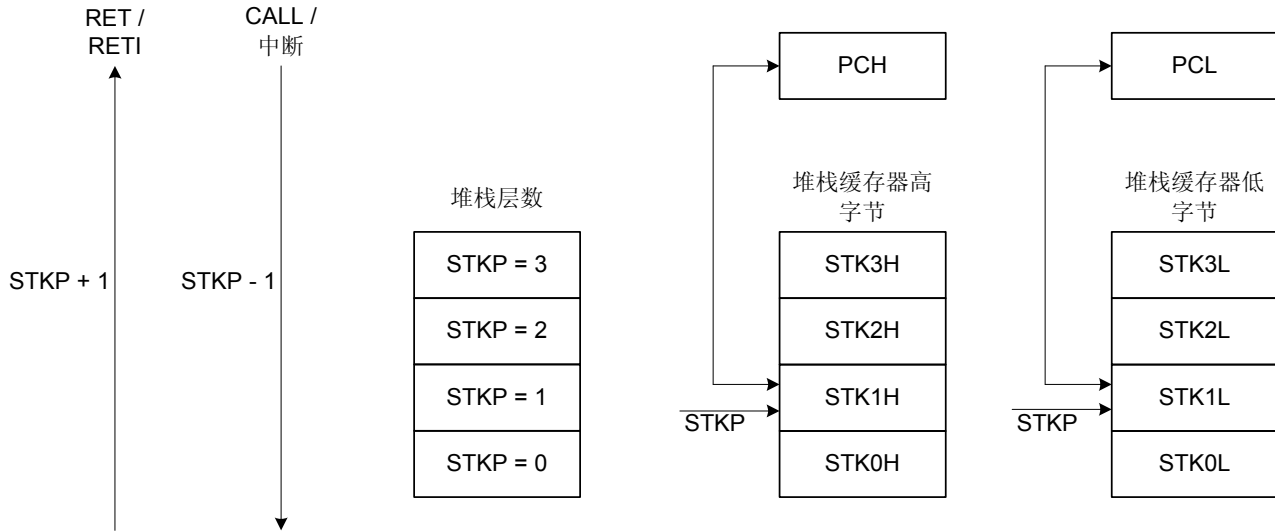 RET /
RETI
CALL /
中断
PCH
PCL
堆栈层数
堆栈缓存器高
字节
堆栈缓存器低
字节
STKP + 1
STKP - 1
STKP = 3
STK3H
STK3L
STKP = 2
STK2H
STK2L
STKP = 1
STK1H
STK1L
STKP
STKP
STKP = 0
STK0H
STK0L